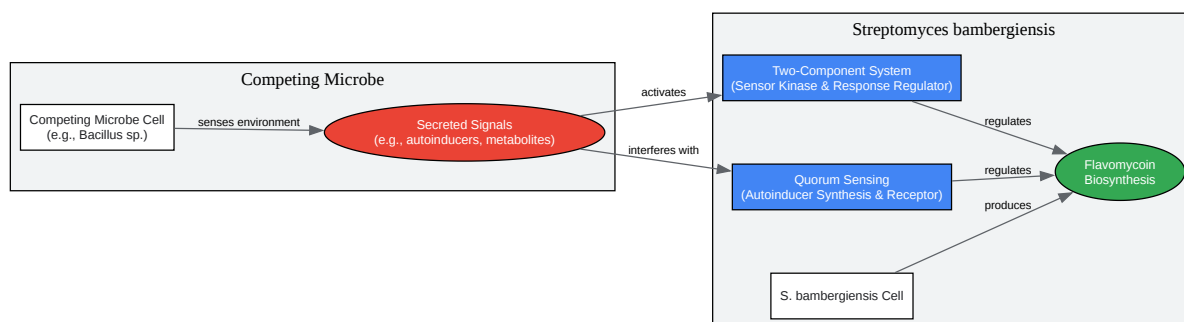 Streptomyces bambergiensis
Competing Microbe
Competing Microbe Cell
(e.g., Bacillus sp.)
senses environment
Secreted Signals
(e.g., autoinducers, metabolites)
activates
interferes with
Two-Component System
(Sensor Kinase & Response Regulator)
regulates
Quorum Sensing
(Autoinducer Synthesis & Receptor)
regulates
Flavomycoin
Biosynthesis
produces
S. bambergiensis Cell